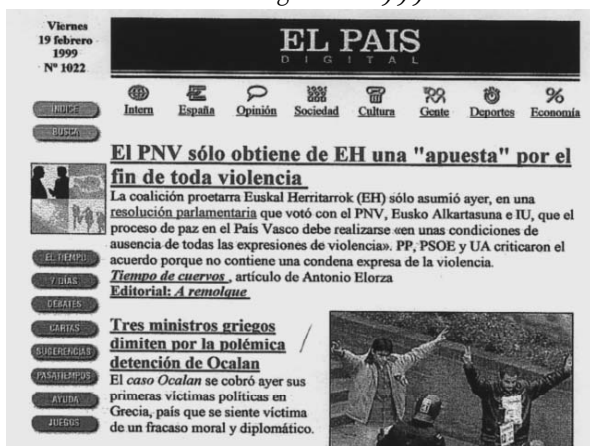 Viernes
19 febrero
1999
Nº 1022
EL PAIS
DIGITAL
Intern España Opinión Sociedad Cultura Gente Deportes Economía
INDICE
BUSCA
EL TIEMPO
7 DÍAS
DEBATES
CARTAS
SUGERENCIAS
PASATIEMPOS
AYUDA
JUEGOS
El PNV sólo obtiene de EH una "apuesta" por el
fin de toda violencia
La coalición proetarra Euskal Herritarrok (EH) sólo asumió ayer, en una
resolución parlamentaria que votó con el PNV, Eusko Alkartasuna e IU, que el
proceso de paz en el País Vasco debe realizarse «en unas condiciones de
ausencia de todas las expresiones de violencia». PP, PSOE y UA criticaron el
acuerdo porque no contiene una condena expresa de la violencia.
Tiempo de cuervos , artículo de Antonio Elorza
Editorial: A remolque
Tres ministros griegos
dimiten por la polémica
detención de Ocalan
El caso Ocalan se cobró ayer sus
primeras víctimas políticas en
Grecia, país que se siente víctima
de un fracaso moral y diplomático.